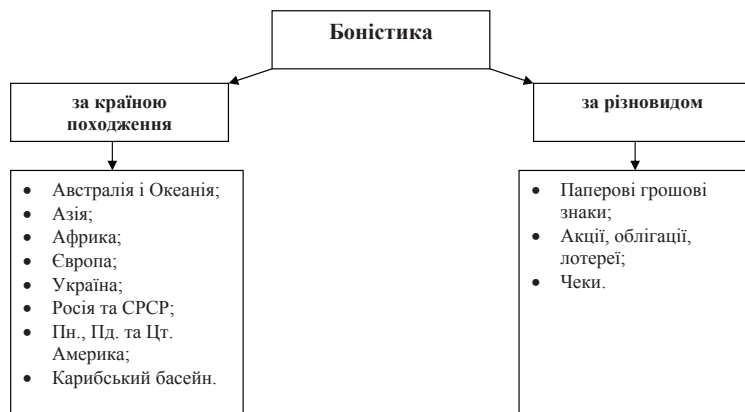 Боністика
за країною
походження
за різновидом
• Австралія і Океанія;
• Азія;
• Африка;
• Європа;
• Україна;
• Росія та СРСР;
• Пн., Пд. та Цт.
Америка;
• Карибський басейн.
• Паперові грошові
знаки;
• Акції, облігації,
лотереї;
• Чеки.